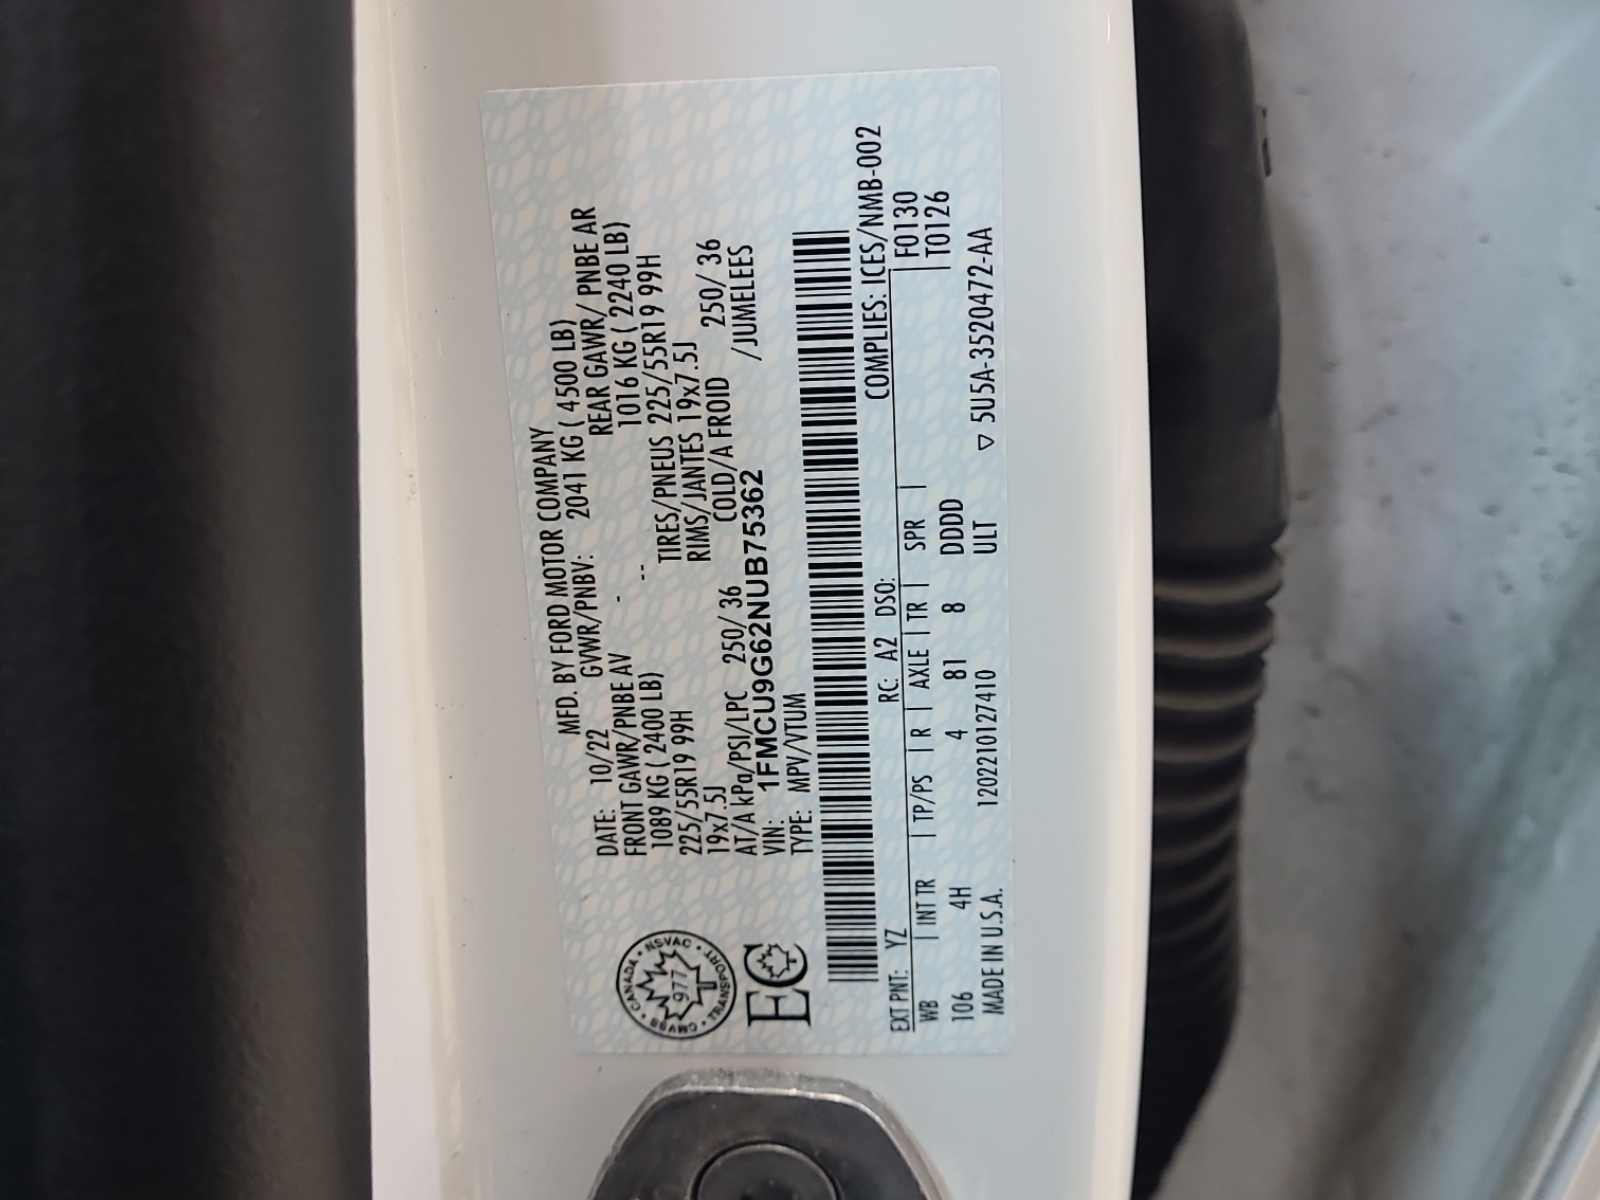 MFD. BY FORD MOTOR COMPANY
DATE: 10/22 GVWR/PNBV: 2041 KG ( 4500 LB)
FRONT GAWR/PNBE AV - REAR GAWR/ PNBE AR
1089 KG ( 2400 LB) -- 1016 KG ( 2240 LB)
225/55R19 99H TIRES/PNEUS 225/55R19 99H
19x7.5J RIMS/JANTES 19x7.5J
AT/A kPa/PSI/LPC 250/ 36 COLD/A FROID 250/ 36
VIN: 1FMCU9G62NUB75362 /JUMELEES
TYPE: MPV/VTUM
CMVSS • CANADA • NSVAC • TRANSPORT •
977
EC
COMPLIES: ICES/NMB-002
EXT PNT: YZ RC: A2 DSO: F0130
WB | INT TR | TP/PS | R | AXLE | TR | SPR | T0126
106 4H 4 81 8 DDDD
MADE IN U.S.A. 120221012741​0 ULT ▽ 5U5A-3520472-AA